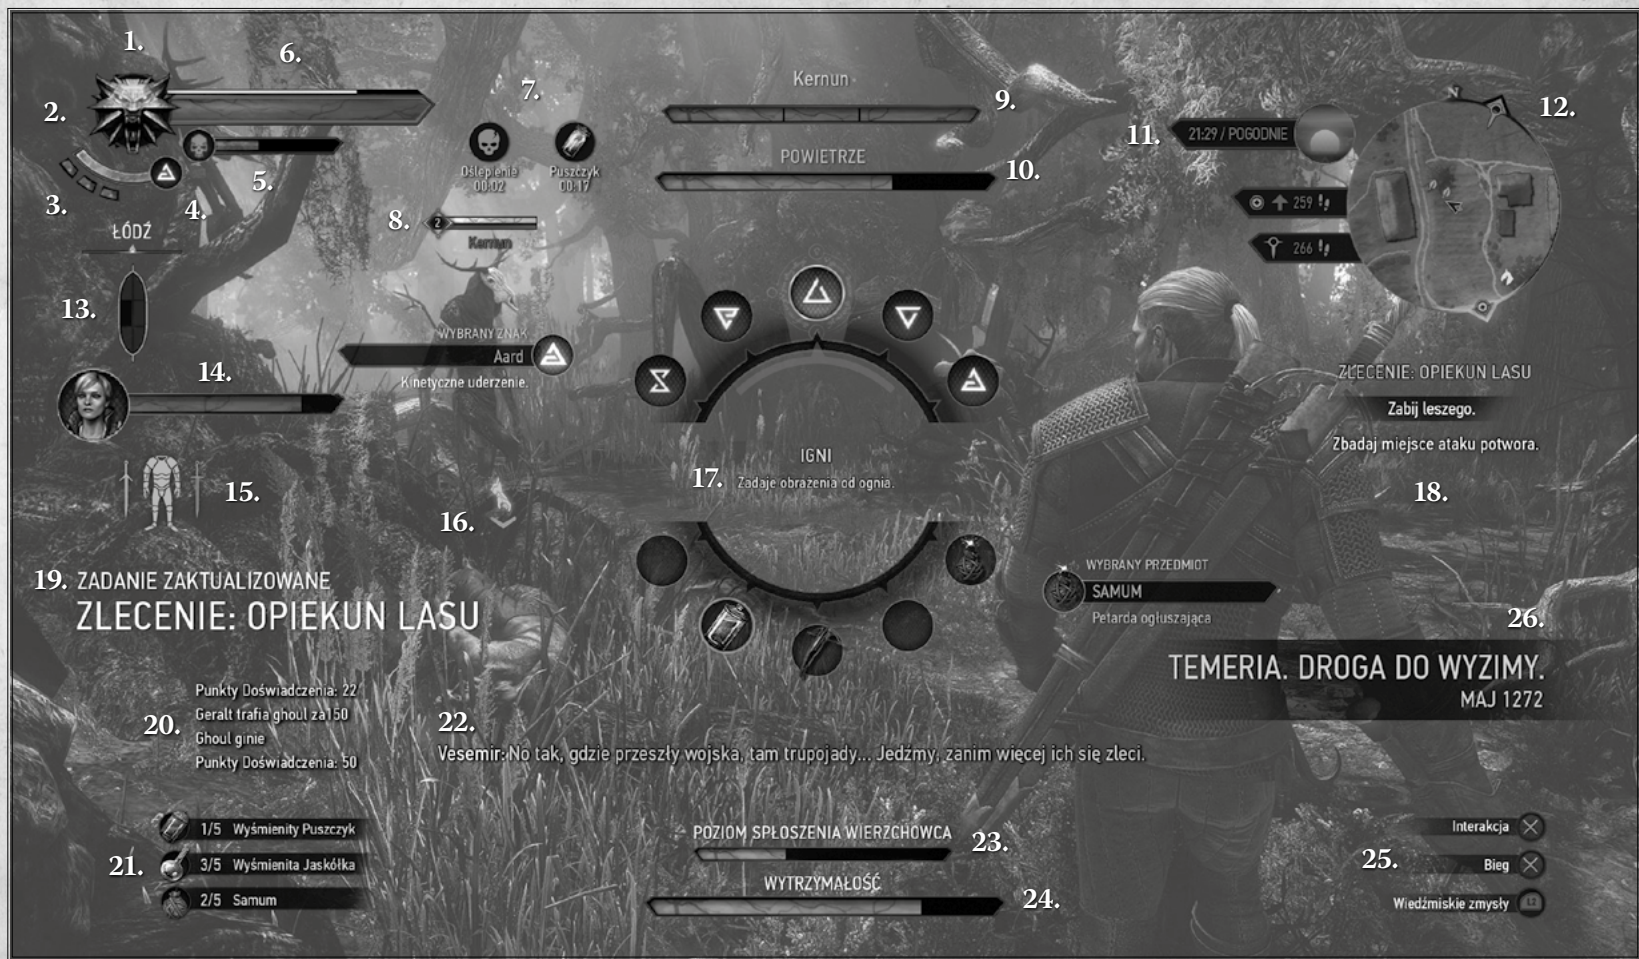 1.
6.
2.
7.
Kernun
9.
12.
11.
21:29 / POGODNIE
POWIETRZE
10.
Oślepienie
00:02
Puszczyk
00:17
5.
3.
4.
259
8.
2
Kernun
266
ŁÓDŹ
13.
WYBRANY ZNAK
Aard
Kinetyczne uderzenie.
14.
ZLECENIE: OPIEKUN LASU
Zabij leszego.
Zbadaj miejsce ataku potwora.
18.
IGNI
17.
Zadaje obrażenia od ognia.
15.
16.
19.
ZADANIE ZAKTUALIZOWANE
ZLECENIE: OPIEKUN LASU
WYBRANY PRZEDMIOT
SAMUM
Petarda ogłuszająca
26.
TEMERIA. DROGA DO WYZIMY.
MAJ 1272
20.
Punkty Doświadczenia: 22
Geralt trafia ghoul za150
Ghoul ginie
Punkty Doświadczenia: 50
22.
Vesemir: No tak, gdzie przeszły wojska, tam trupojady... Jedźmy, zanim więcej ich się zleci.
21.
1/5 Wyśmienity Puszczyk
3/5 Wyśmienita Jaskółka
2/5 Samum
POZIOM SPŁOSZENIA WIERZCHOWCA
23.
WYTRZYMAŁOŚĆ
24.
25.
Interakcja
Bieg
Wiedźmiskie zmysły
L2